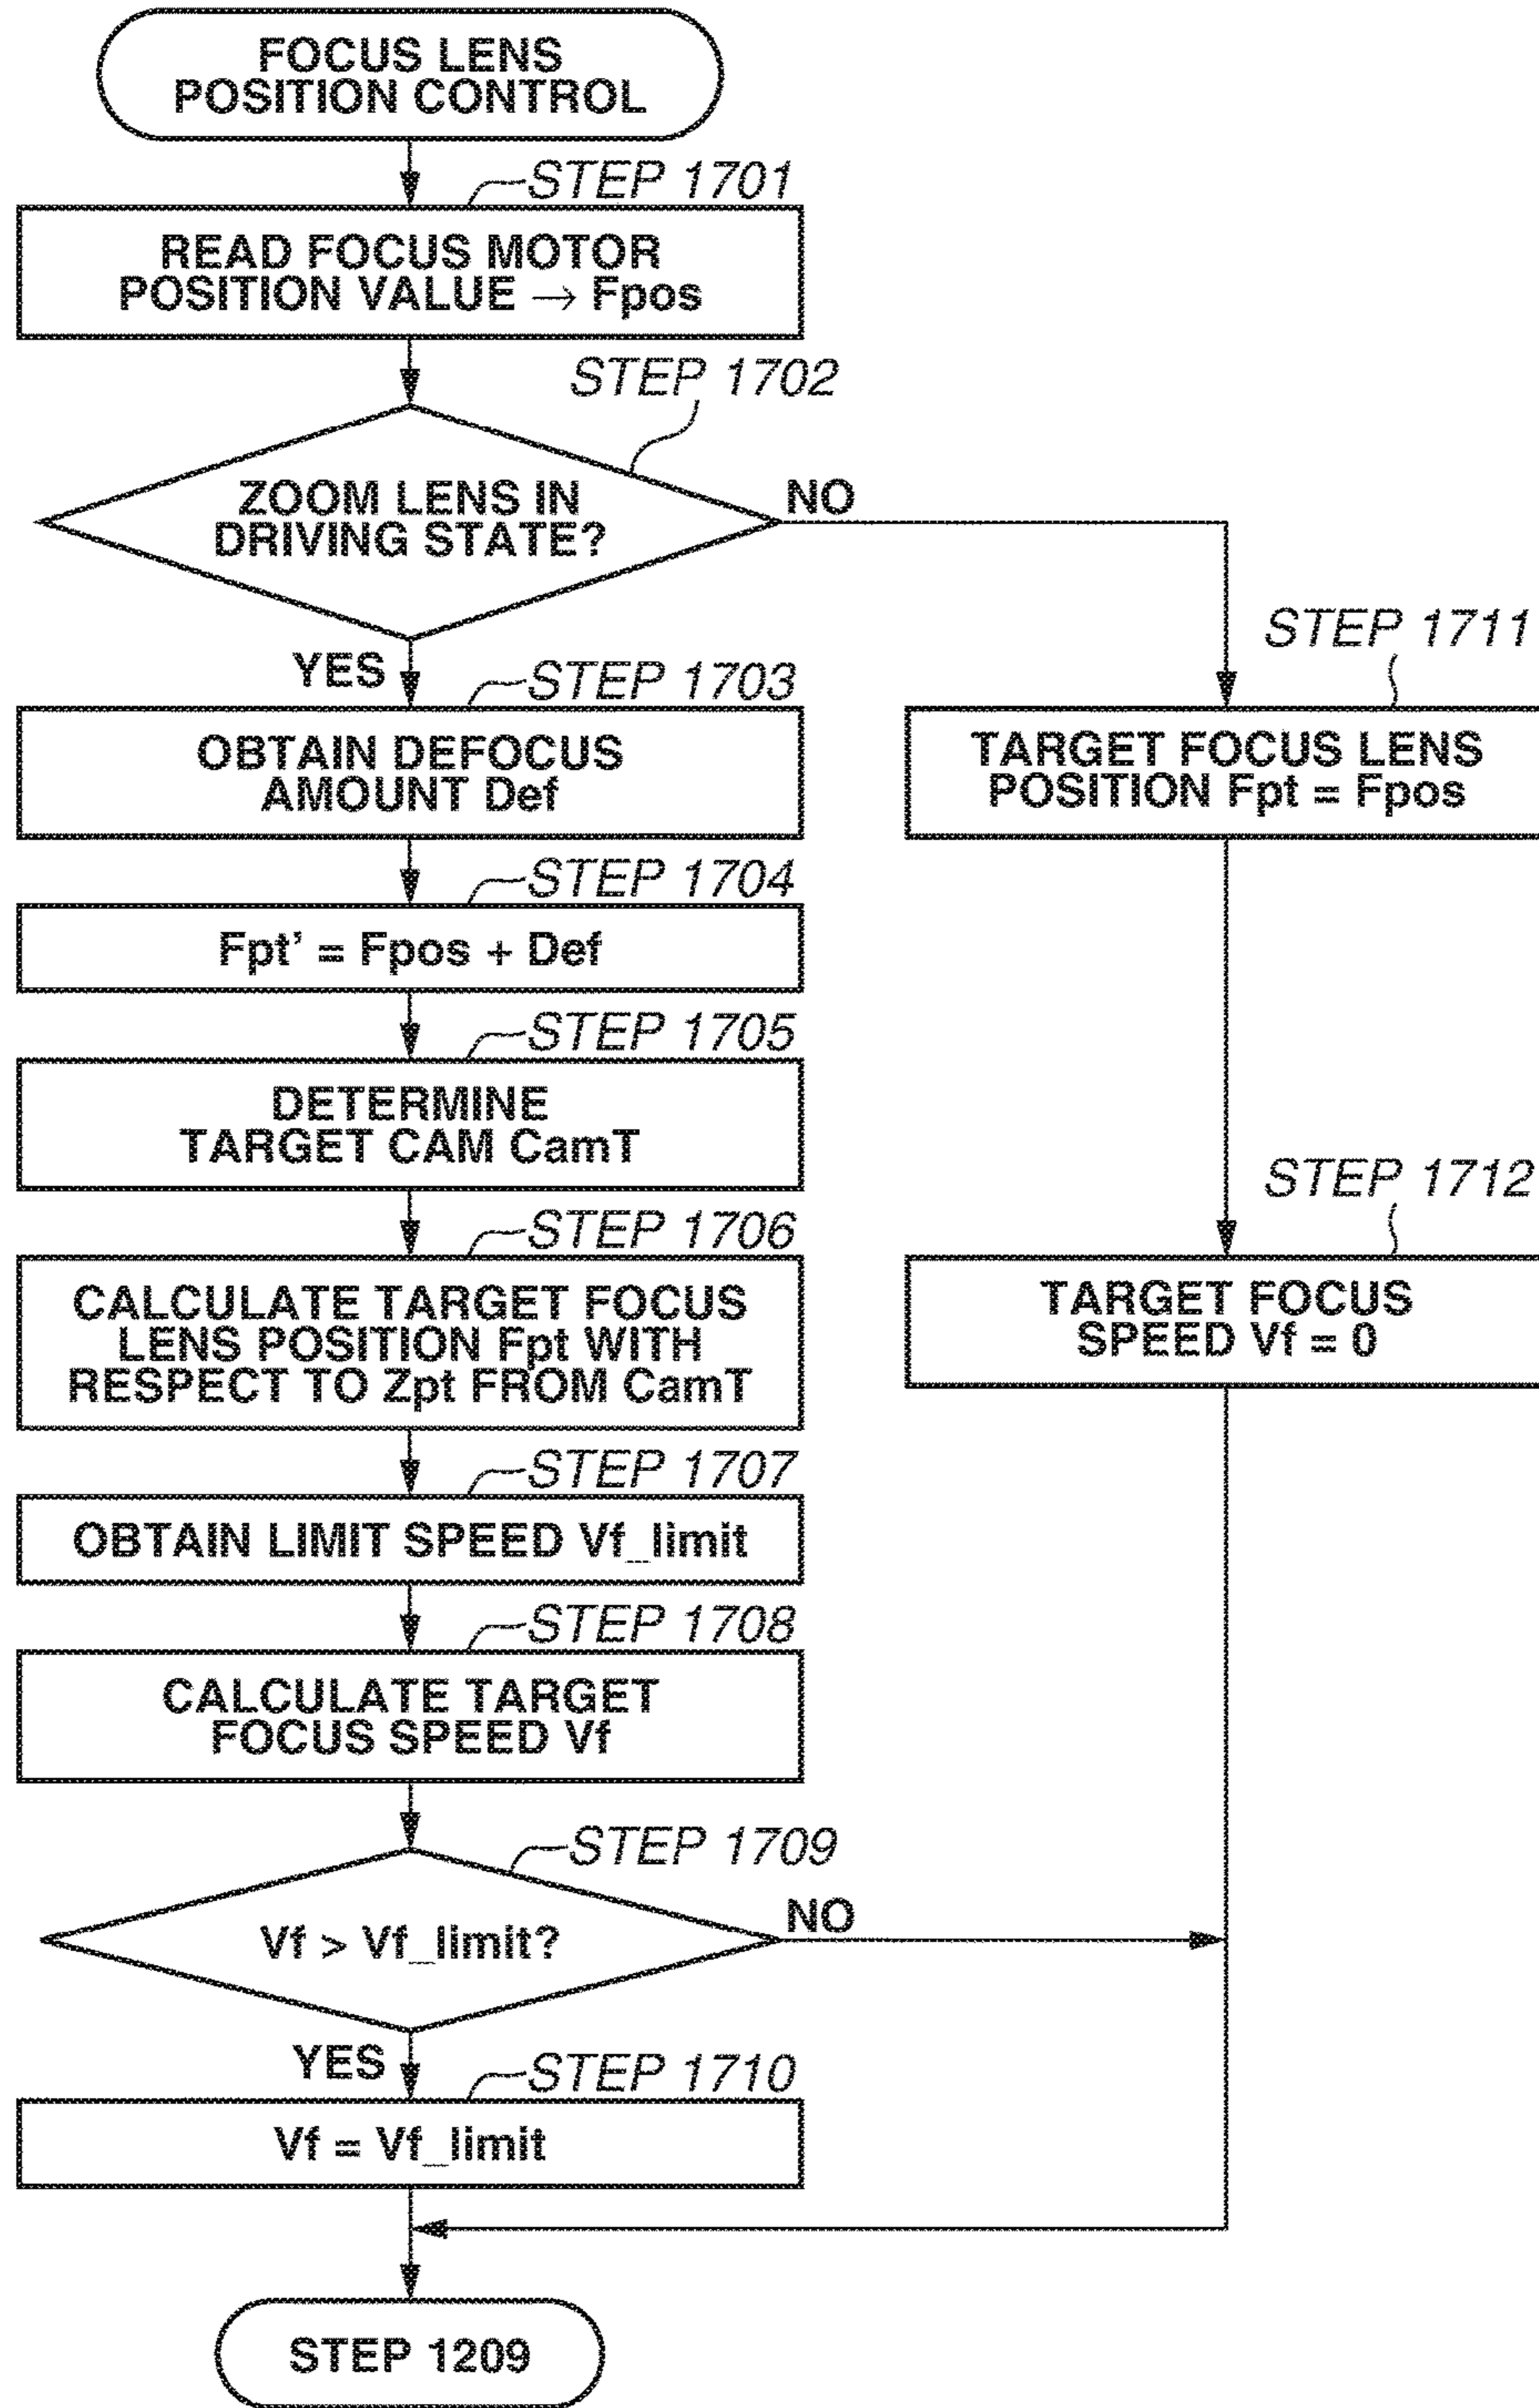 FOCUS LENS
POSITION CONTROL
STEP 1701
READ FOCUS MOTOR
POSITION VALUE → Fpos
STEP 1702
ZOOM LENS IN
DRIVING STATE?
NO
YES
STEP 1703
OBTAIN DEFOCUS
AMOUNT Def
STEP 1704
Fpt' = Fpos + Def
STEP 1705
DETERMINE
TARGET CAM CamT
STEP 1706
CALCULATE TARGET FOCUS
LENS POSITION Fpt WITH
RESPECT TO Zpt FROM CamT
STEP 1707
OBTAIN LIMIT SPEED Vf_limit
STEP 1708
CALCULATE TARGET
FOCUS SPEED Vf
STEP 1709
Vf > Vf_limit?
NO
YES
STEP 1710
Vf = Vf_limit
STEP 1711
TARGET FOCUS LENS
POSITION Fpt = Fpos
STEP 1712
TARGET FOCUS
SPEED Vf = 0
STEP 1209